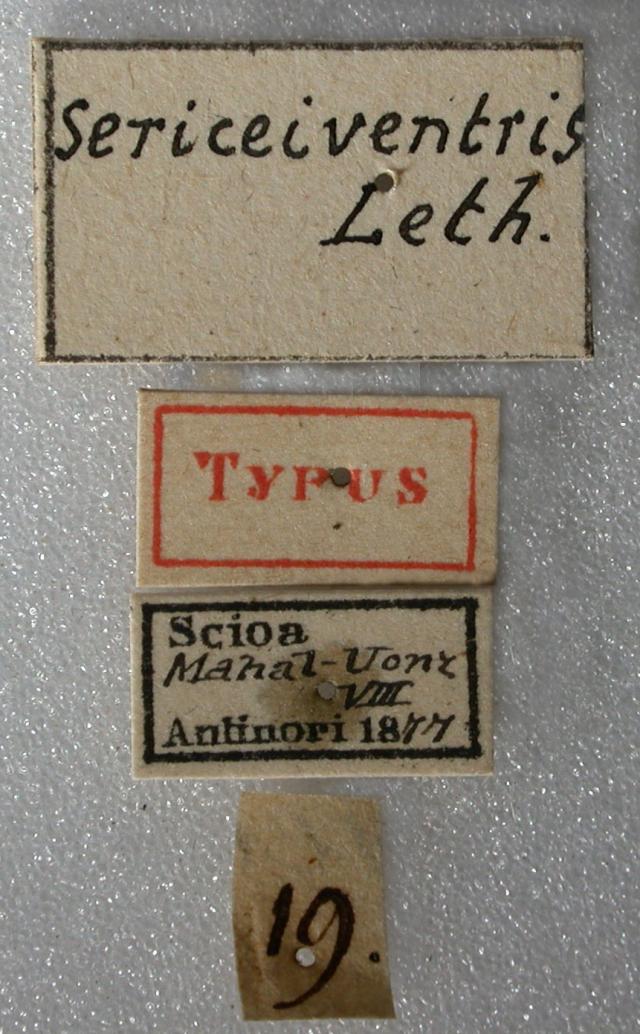 Sericeiventris
Leth.
TYPUS
Scioa
Mahal-Uonz
VIII
Antinori 1877
19.